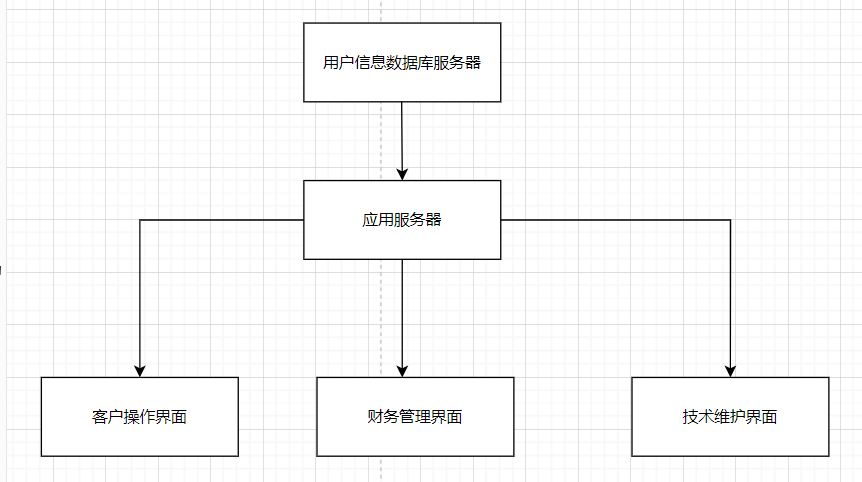 用户信息数据库服务器
应用服务器
客户操作界面
财务管理界面
技术维护界面